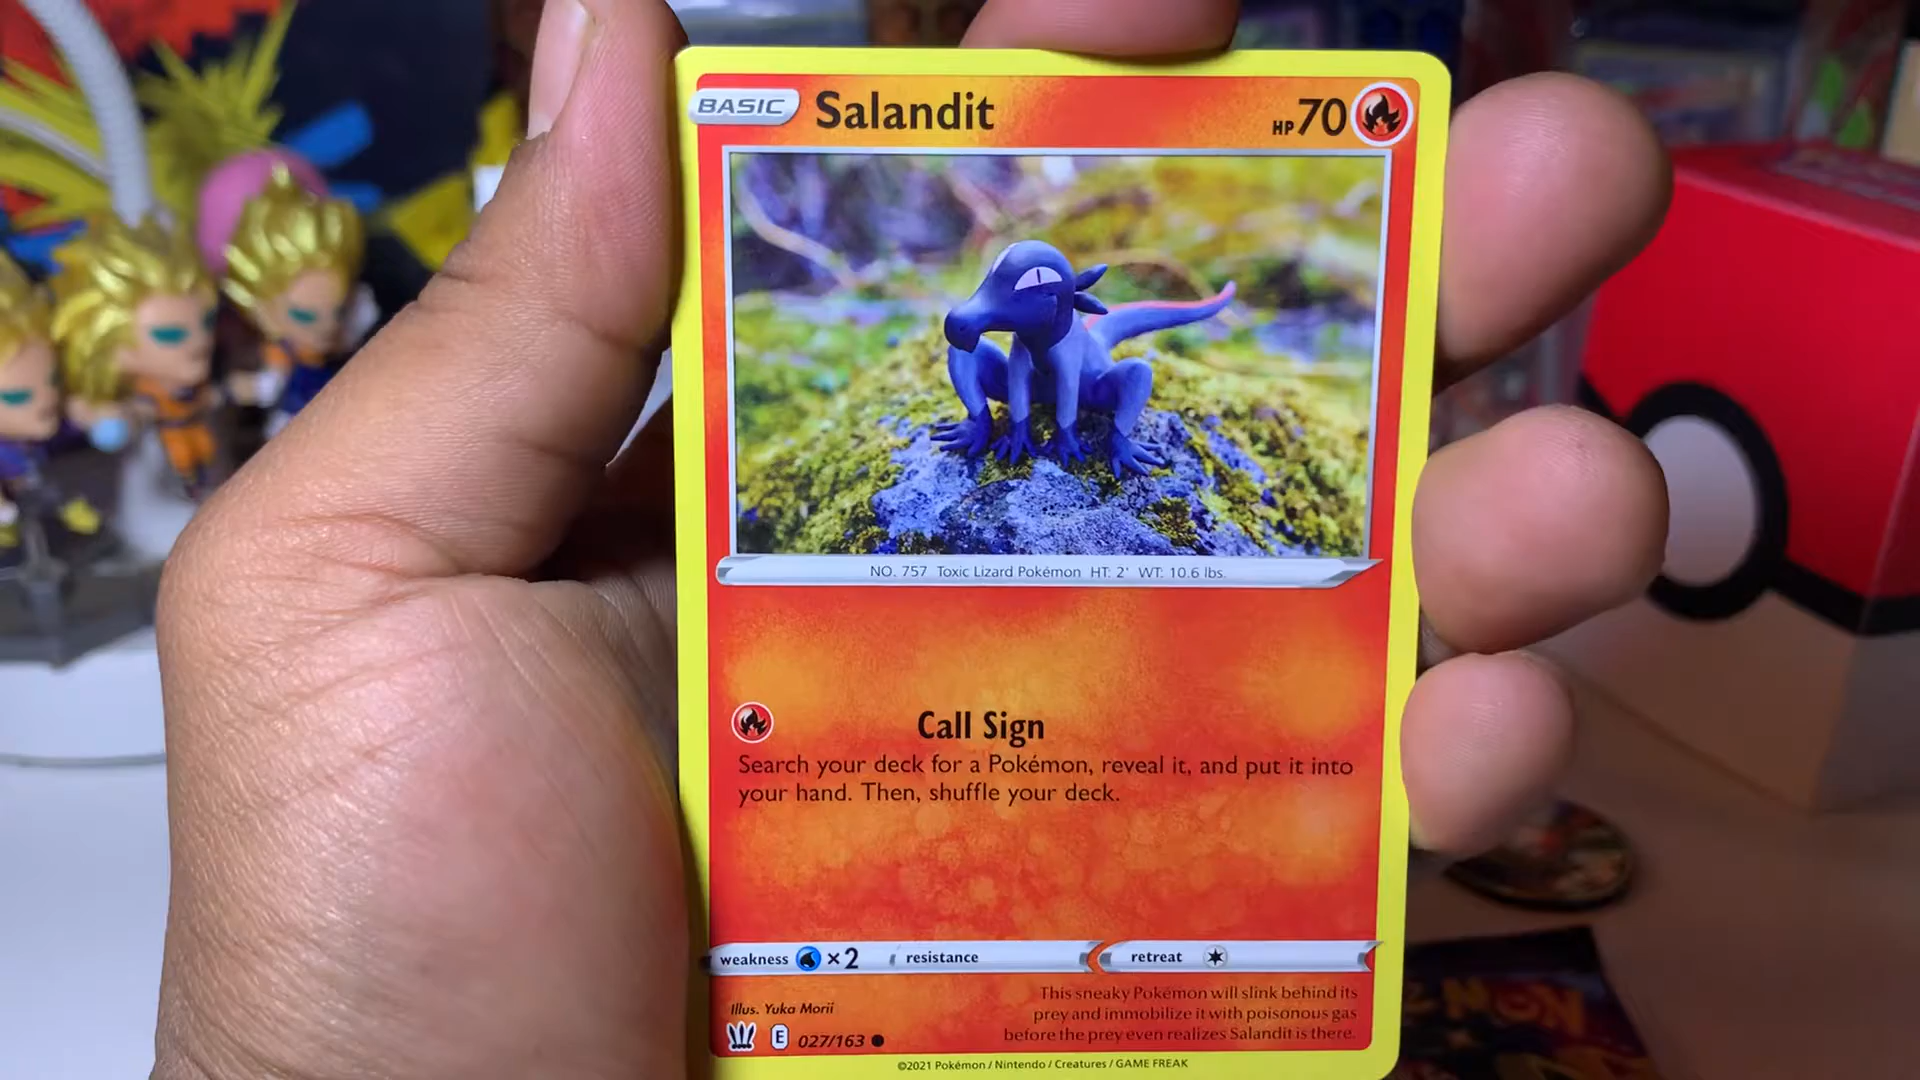 BASIC Salandit HP 70
NO. 757 Toxic Lizard Pokémon HT: 2' WT: 10.6 lbs.
Call Sign
Search your deck for a Pokémon, reveal it, and put it into
your hand. Then, shuffle your deck.
weakness ×2 resistance retreat
Illus. Yuka Morii
This sneaky Pokémon will slink behind its
prey and immobilize it with poisonous gas
before the prey even realizes Salandit is there.
E 027/163
©2021 Pokémon / Nintendo / Creatures / GAME FREAK